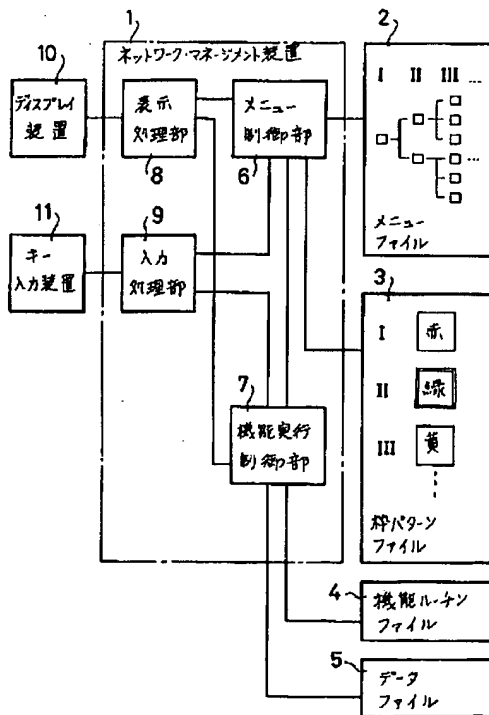 1
ネットワーク・マネージメント装置
2
10
ディスプレイ
装置
表示
処理部
8
メニュー
制御部
6
I II III ...
...
メニュー
ファイル
11
キー
入力装置
9
入力
処理部
3
I 赤
II 緑
III 黄
枠パターン
ファイル
7
機能実行
制御部
4
機能ルーチン
ファイル
5
データ
ファイル